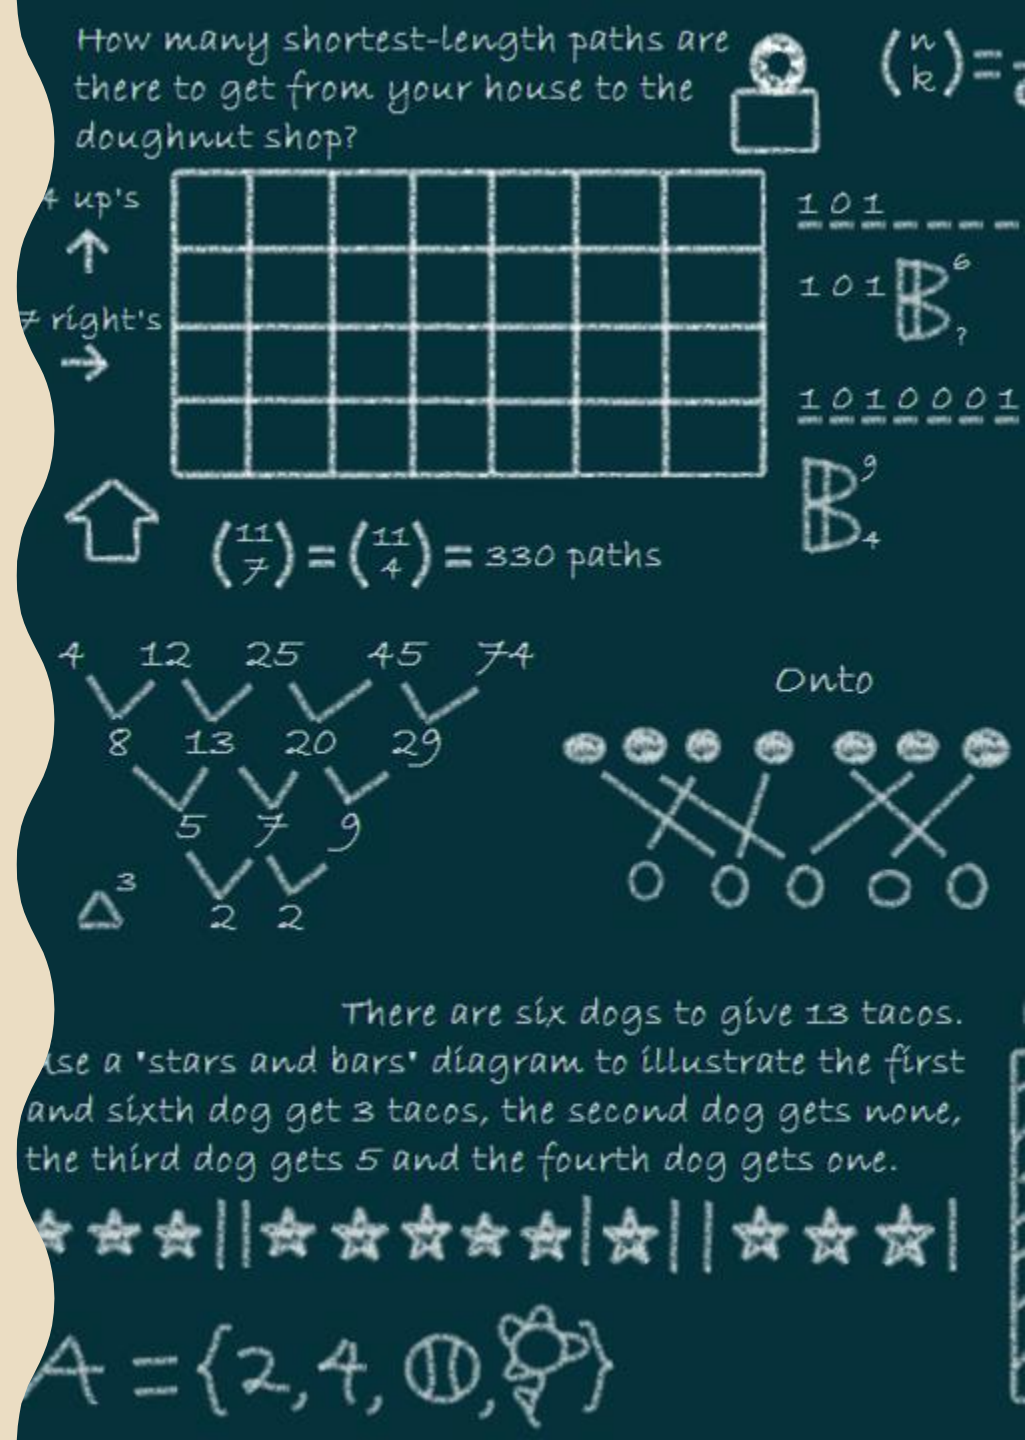 How many shortest-length paths are
there to get from your house to the
doughnut shop?
(n k) =
4 up's
↑
7 right's
→
101
101 B 6 ?
1010001
B 9 4
(11 7) = (11 4) = 330 paths
4 12 25 45 74
8 13 20 29
5 7 9
2 2
△3
Onto
There are six dogs to give 13 tacos.
use a "stars and bars" diagram to illustrate the first
and sixth dog get 3 tacos, the second dog gets none,
the third dog gets 5 and the fourth dog gets one.
A = {2, 4, , }